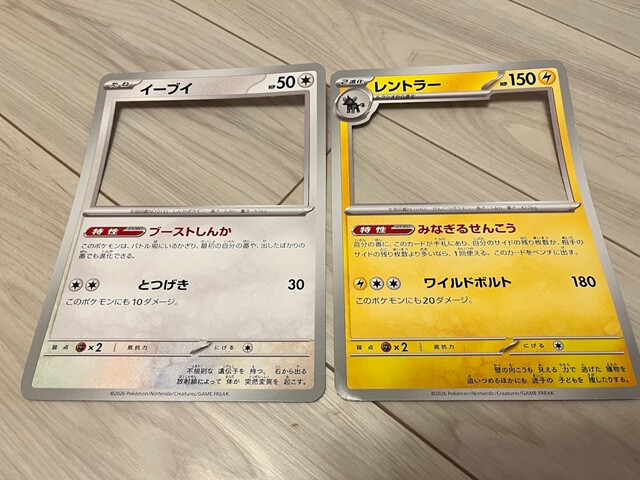 たね
イーブイ
HP 50
特性 ブーストしんか
このポケモンは、バトル場にいるかぎり、最初の自分の番や、出したばかりの
番でも進化できる。
とつげき 30
このポケモンにも10ダメージ。
弱点 ×2 抵抗力 にげる
不規則な 遺伝子を 持つ。 石から出る
放射線によって 体が 突然変異を 起こす。
©2026 Pokémon/Nintendo/Creatures/GAME FREAK.
2進化
レントラー
HP 150
特性 みなぎるせんこう
自分の番に、このカードが手札にあり、自分のサイドの残り枚数が、相手の
サイドの残り枚数より多いなら、1回使える。このカードをベンチに出す。
ワイルドボルト 180
このポケモンにも20ダメージ。
弱点 ×2 抵抗力 にげる
壁の向こうも 見える 力で 逃げた 獲物を
追いつめるほかにも 迷子の 子どもを 捜したりする。
©2026 Pokémon/Nintendo/Creatures/GAME FREAK.